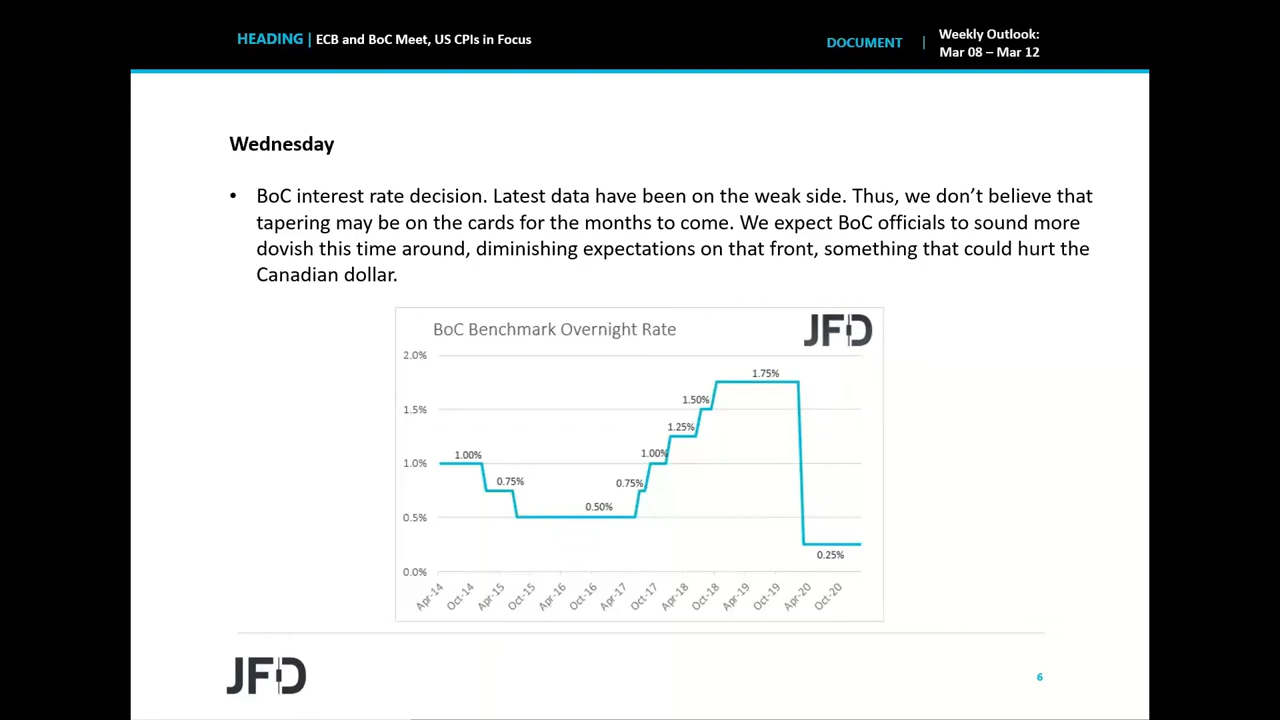 HEADING | ECB and BoC Meet, US CPIs in Focus
DOCUMENT | Weekly Outlook:
Mar 08 – Mar 12
Wednesday
• BoC interest rate decision. Latest data have been on the weak side. Thus, we don’t believe that
tapering may be on the cards for the months to come. We expect BoC officials to sound more
dovish this time around, diminishing expectations on that front, something that could hurt the
Canadian dollar.
BoC Benchmark Overnight Rate
JFD
2.0%
1.5%
1.0%
0.5%
0.0%
1.00%
0.75%
0.50%
0.75%
1.00%
1.25%
1.50%
1.75%
0.25%
Apr-14
Oct-14
Apr-15
Oct-15
Apr-16
Oct-16
Apr-17
Oct-17
Apr-18
Oct-18
Apr-19
Oct-19
Apr-20
Oct-20
JFD
6